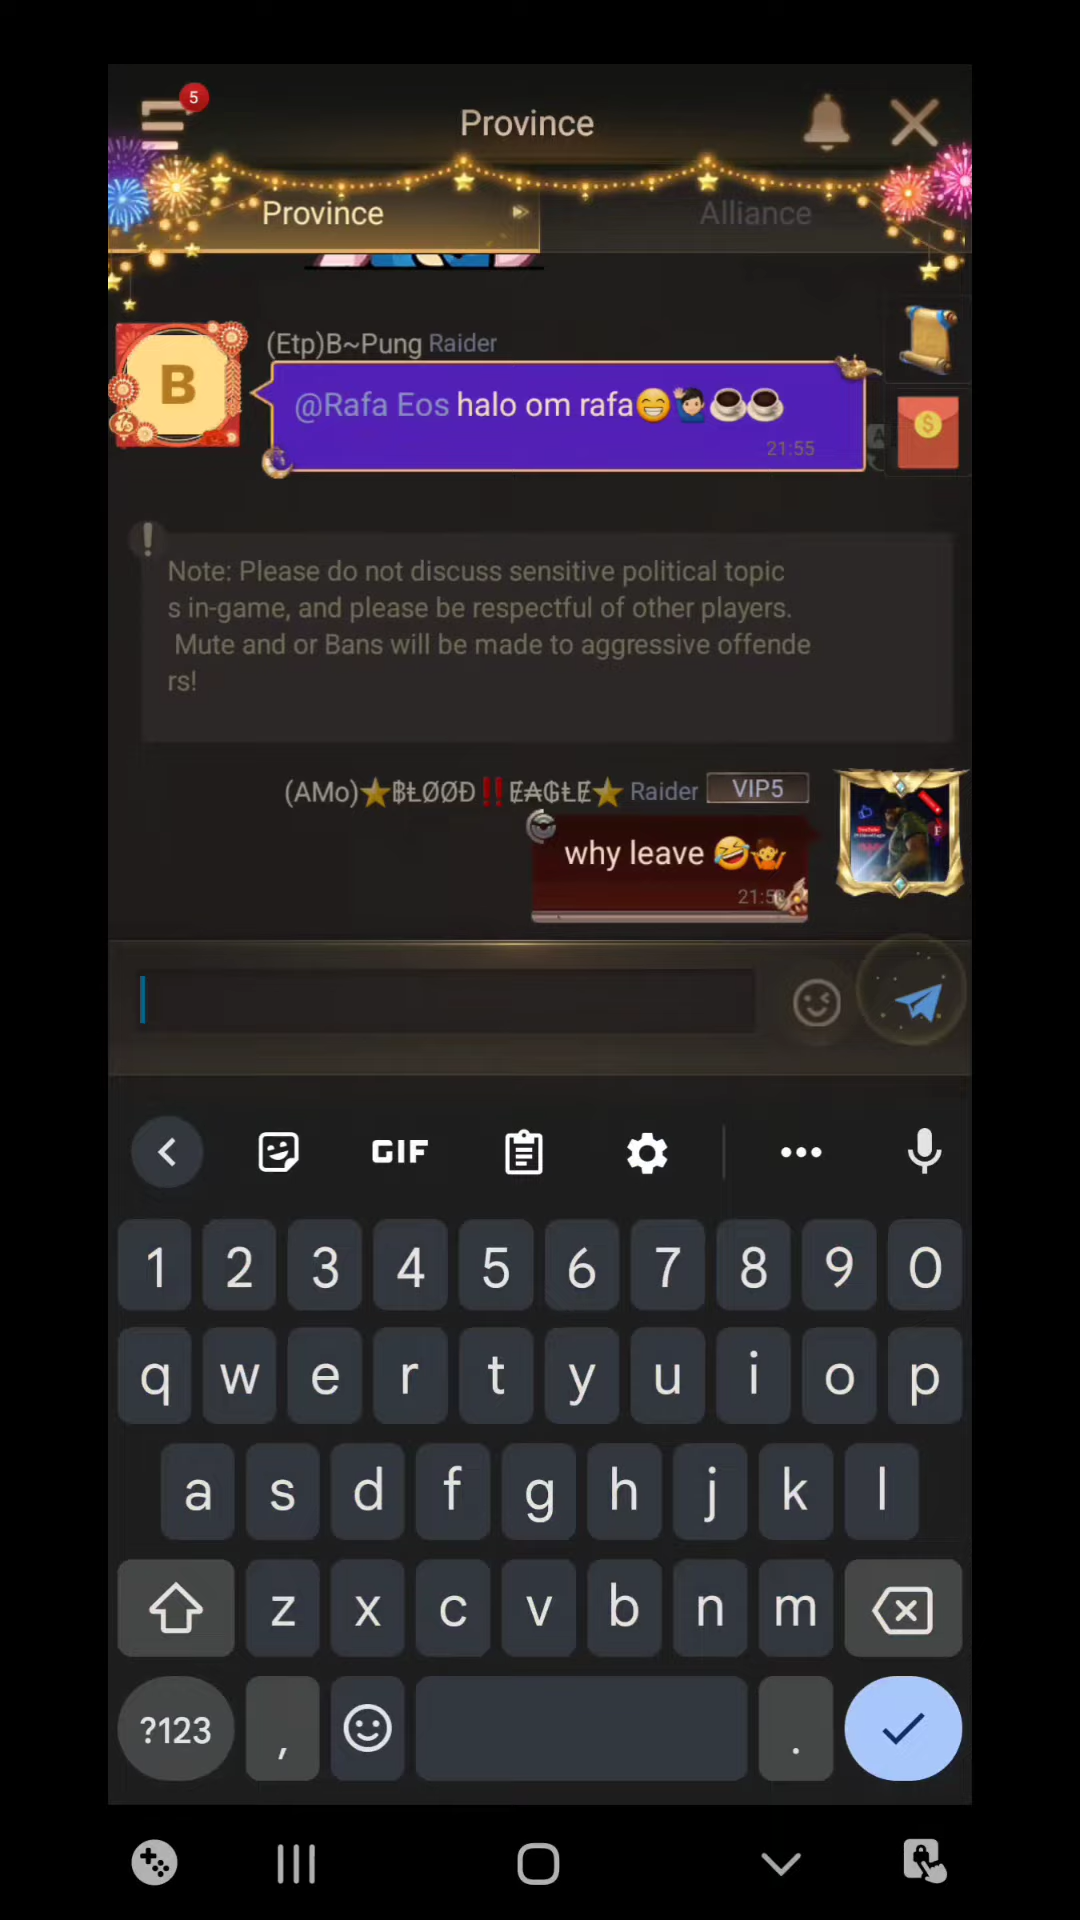 5
Province
Province
Alliance
(Etp)B~Pung Raider
B
@Rafa Eos halo om rafa😁🙋🏻‍♂️☕☕
21:55
Note: Please do not discuss sensitive political topic
s in-game, and please be respectful of other players.
Mute and or Bans will be made to aggressive offende
rs!
(AMo)⭐฿ⱠØØĐ‼️Ɇ₳₲ⱠɆ⭐ Raider VIP5
why leave 🤣🤷
GIF
1 2 3 4 5 6 7 8 9 0
q w e r t y u i o p
a s d f g h j k l
z x c v b n m
?123 , .